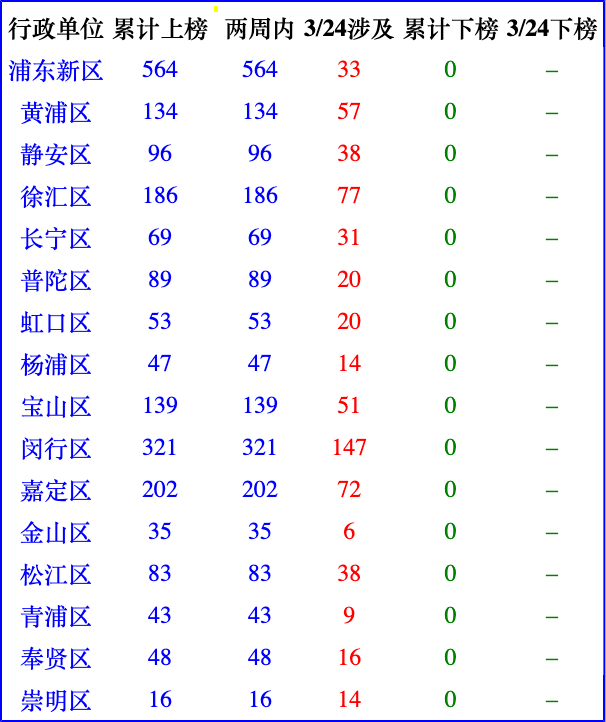 行政单位 累计上榜 两周内 3/24涉及 累计下榜 3/24下榜
浦东新区 564 564 33 0 –
黄浦区 134 134 57 0 –
静安区 96 96 38 0 –
徐汇区 186 186 77 0 –
长宁区 69 69 31 0 –
普陀区 89 89 20 0 –
虹口区 53 53 20 0 –
杨浦区 47 47 14 0 –
宝山区 139 139 51 0 –
闵行区 321 321 147 0 –
嘉定区 202 202 72 0 –
金山区 35 35 6 0 –
松江区 83 83 38 0 –
青浦区 43 43 9 0 –
奉贤区 48 48 16 0 –
崇明区 16 16 14 0 –